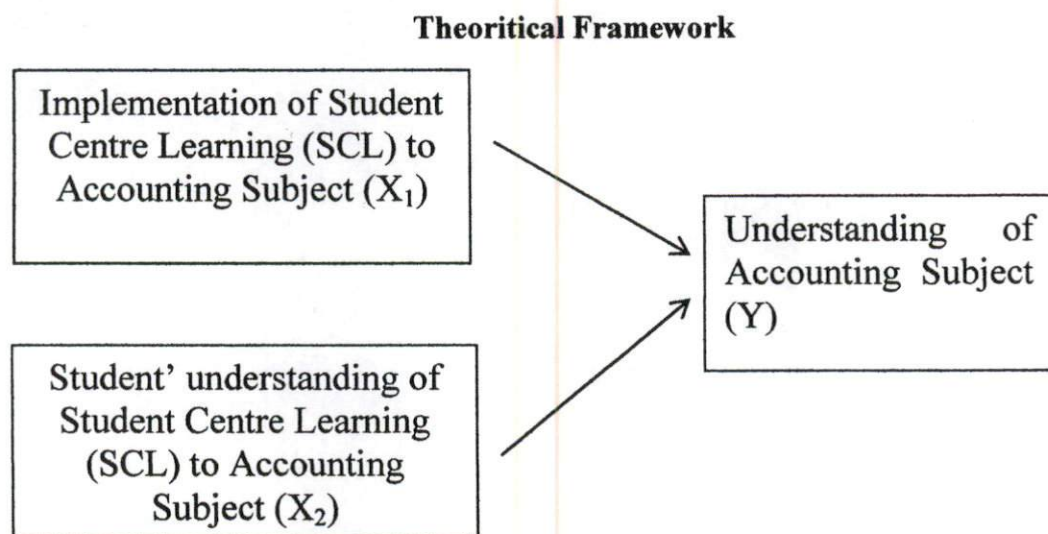 Theoritical Framework
Implementation of Student
Centre Learning (SCL) to
Accounting Subject (X₁)
Understanding of
Accounting Subject
(Y)
Student’ understanding of
Student Centre Learning
(SCL) to Accounting
Subject (X₂)